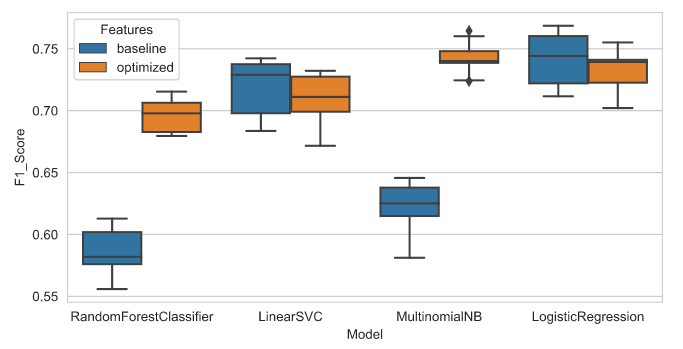 Features
baseline
optimized
0.75
0.70
0.65
0.60
0.55
F1_Score
RandomForestClassifier
LinearSVC
MultinomialNB
LogisticRegression
Model